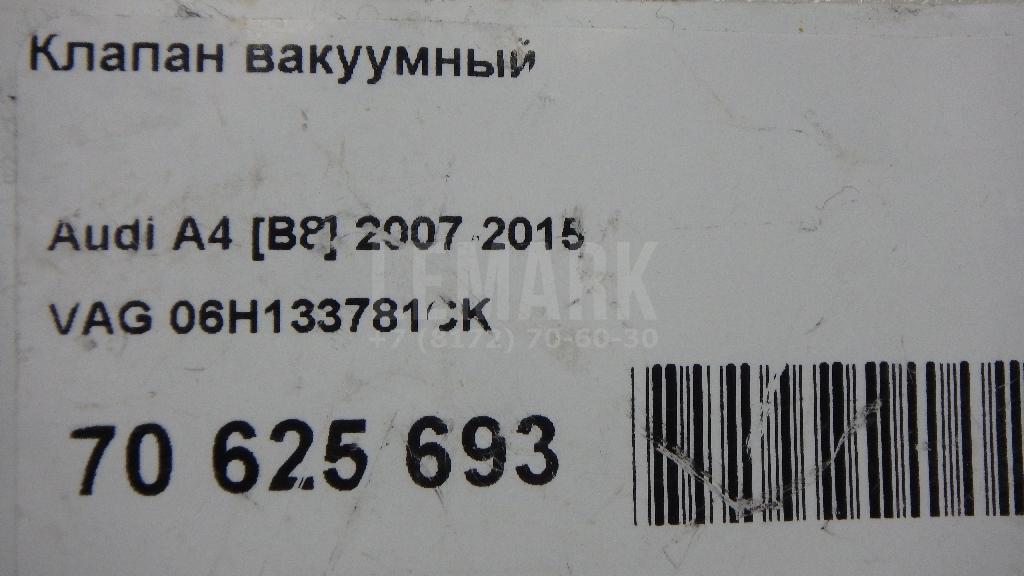 Клапан вакуумный
Audi A4 [B8] 2007 2015
LEMARK
VAG 06H133781CK
+7 (8172) 70-60-30
70 625 693